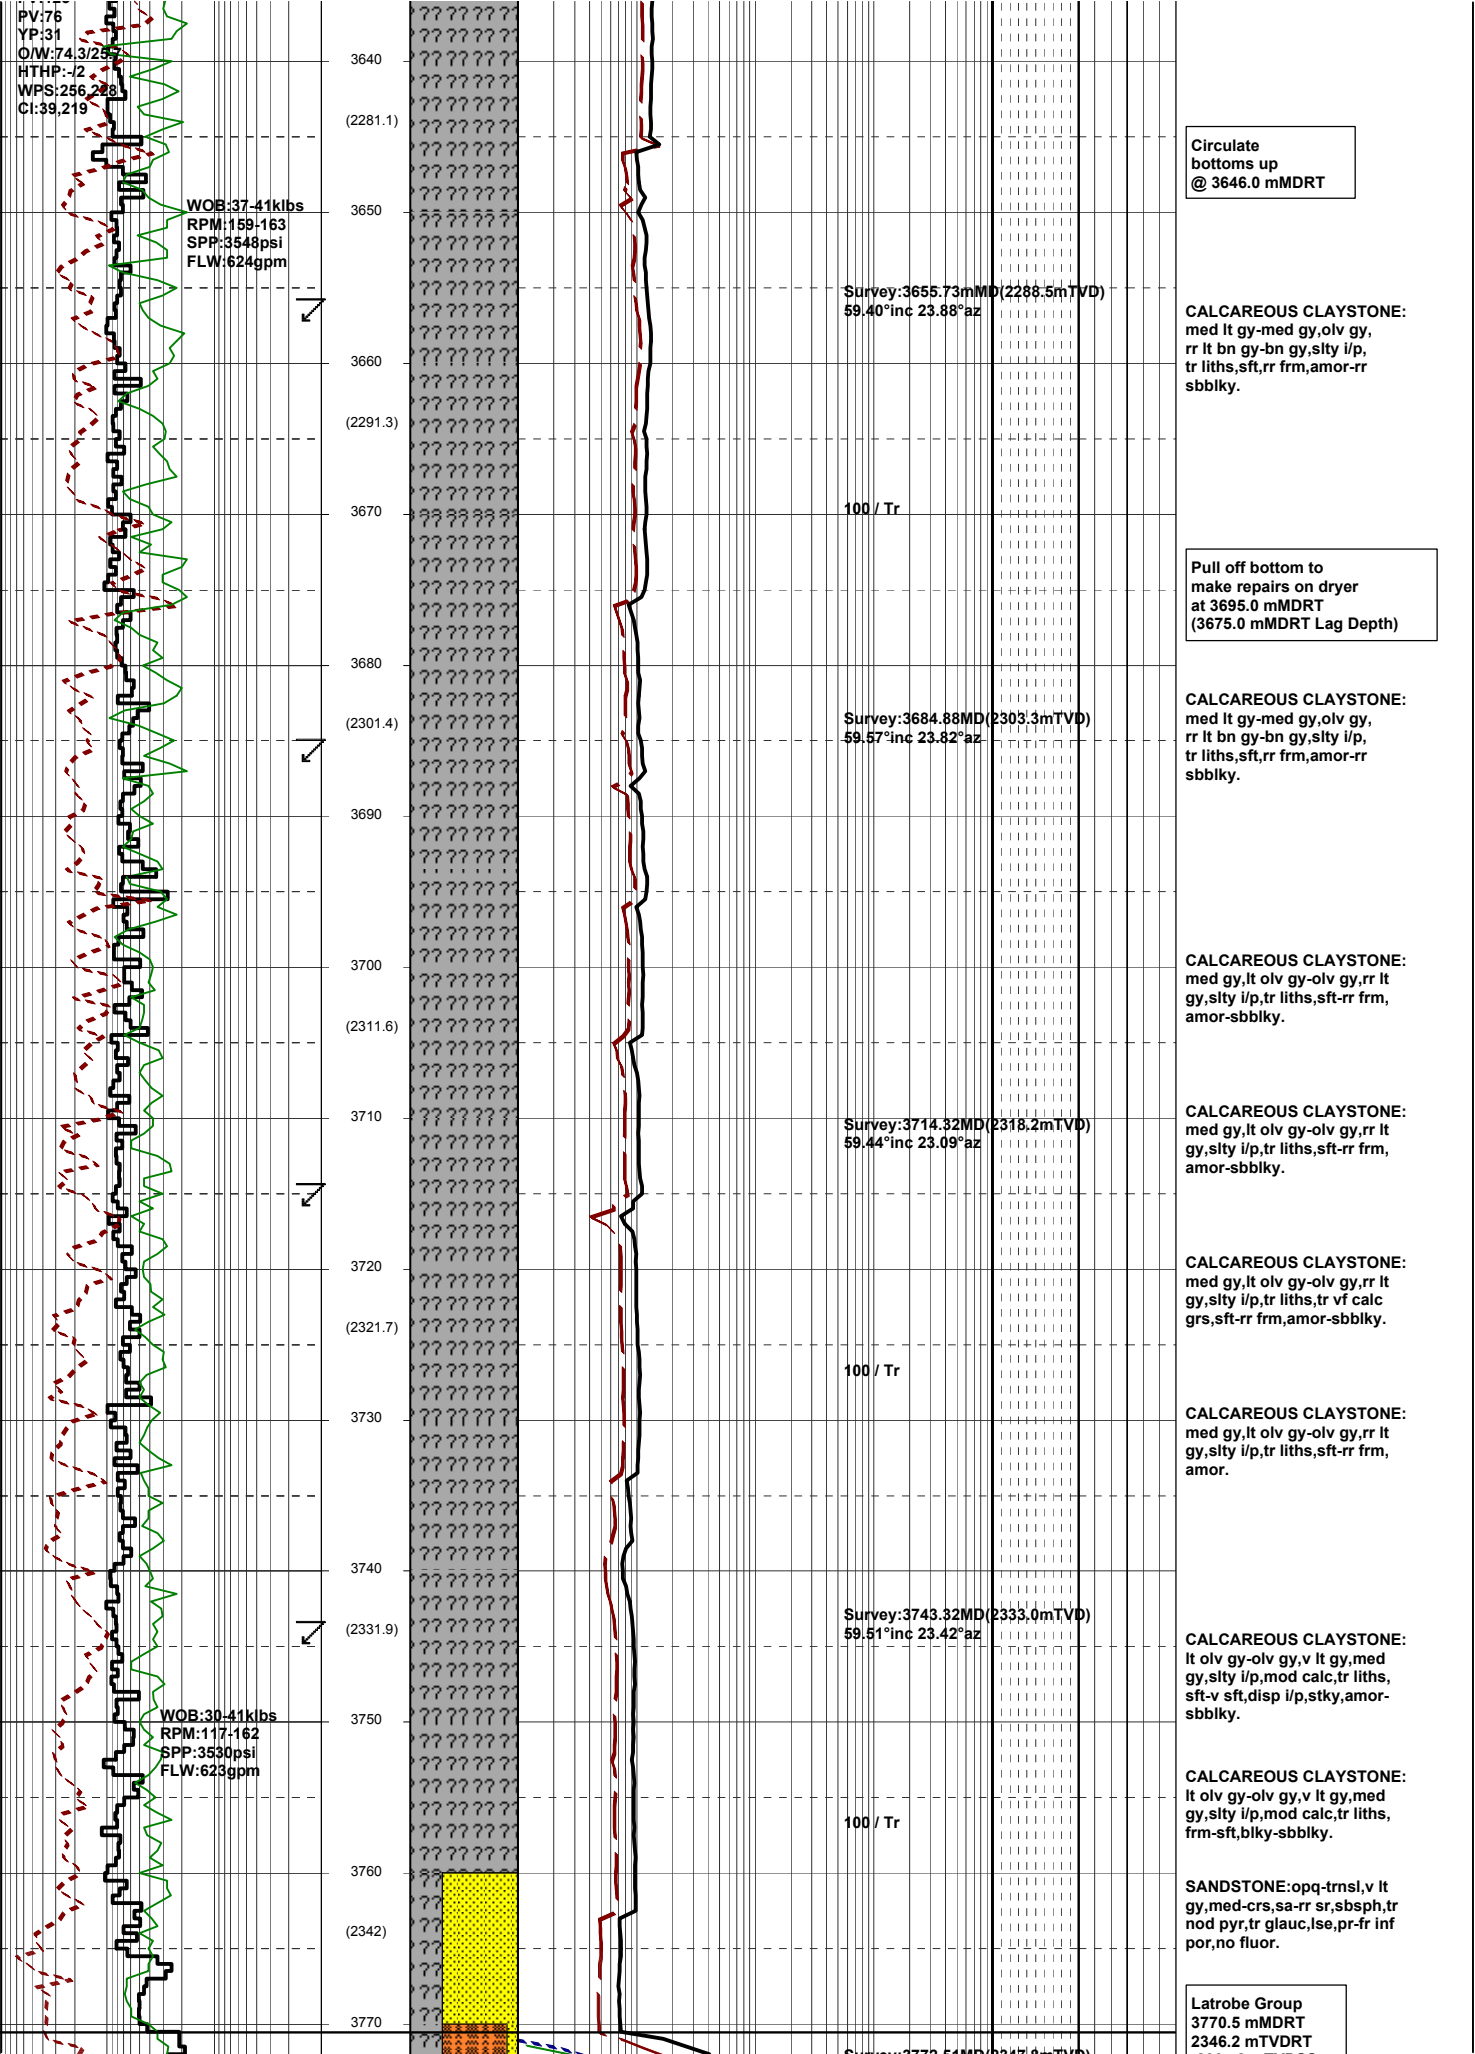 PV:76
YP:31
O/W:74.3/25.7
HTHP:-/2
WPS:256,228
CI:39,219
3640
(2281.1)
Circulate
bottoms up
@ 3646.0 mMDRT
WOB:37-41klbs
RPM:159-163
SPP:3548psi
FLW:624gpm
3650
Survey:3655.73mMD(2288.5mTVD)
59.40°inc 23.88°az
CALCAREOUS CLAYSTONE:
med lt gy-med gy,olv gy,
rr lt bn gy-bn gy,slty i/p,
tr liths,sft,rr frm,amor-rr
sbblky.
3660
(2291.3)
3670
100 / Tr
Pull off bottom to
make repairs on dryer
at 3695.0 mMDRT
(3675.0 mMDRT Lag Depth)
3680
(2301.4)
Survey:3684.88MD(2303.3mTVD)
59.57°inc 23.82°az
CALCAREOUS CLAYSTONE:
med lt gy-med gy,olv gy,
rr lt bn gy-bn gy,slty i/p,
tr liths,sft,rr frm,amor-rr
sbblky.
3690
3700
(2311.6)
CALCAREOUS CLAYSTONE:
med gy,lt olv gy-olv gy,rr lt
gy,slty i/p,tr liths,sft-rr frm,
amor-sbblky.
3710
Survey:3714.32MD(2318.2mTVD)
59.44°inc 23.09°az
CALCAREOUS CLAYSTONE:
med gy,lt olv gy-olv gy,rr lt
gy,slty i/p,tr liths,sft-rr frm,
amor-sbblky.
3720
(2321.7)
CALCAREOUS CLAYSTONE:
med gy,lt olv gy-olv gy,rr lt
gy,slty i/p,tr liths,tr vf calc
grs,sft-rr frm,amor-sbblky.
100 / Tr
3730
CALCAREOUS CLAYSTONE:
med gy,lt olv gy-olv gy,rr lt
gy,slty i/p,tr liths,sft-rr frm,
amor.
3740
(2331.9)
Survey:3743.32MD(2333.0mTVD)
59.51°inc 23.42°az
CALCAREOUS CLAYSTONE:
lt olv gy-olv gy,v lt gy,med
gy,slty i/p,mod calc,tr liths,
sft-v sft,disp i/p,stky,amor-
sbblky.
WOB:30-41klbs
RPM:117-162
SPP:3530psi
FLW:623gpm
3750
CALCAREOUS CLAYSTONE:
lt olv gy-olv gy,v lt gy,med
gy,slty i/p,mod calc,tr liths,
frm-sft,blky-sbblky.
100 / Tr
3760
(2342)
SANDSTONE:opq-trnsl,v lt
gy,med-crs,sa-rr sr,sbsph,tr
nod pyr,tr glauc,lse,pr-fr inf
por,no fluor.
3770
Latrobe Group
3770.5 mMDRT
2346.2 mTVDRT